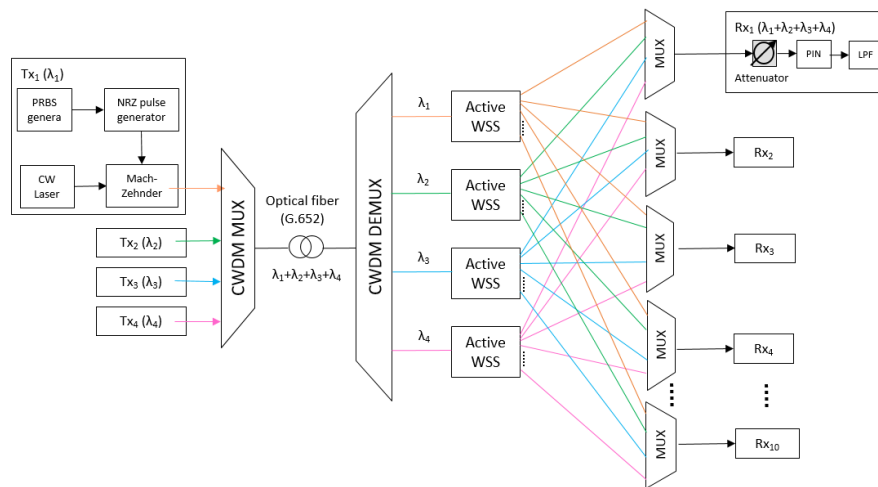 Tx₁ (λ₁)
PRBS
genera
NRZ pulse
generator
CW
Laser
Mach-
Zehnder
Tx₂ (λ₂)
Tx₃ (λ₃)
Tx₄ (λ₄)
CWDM MUX
Optical fiber
(G.652)
λ₁+λ₂+λ₃+λ₄
CWDM DEMUX
λ₁
Active
WSS
λ₂
Active
WSS
λ₃
Active
WSS
λ₄
Active
WSS
MUX
Rx₁ (λ₁+λ₂+λ₃+λ₄)
Attenuator
PIN
LPF
MUX
Rx₂
MUX
Rx₃
MUX
Rx₄
MUX
Rx₁₀